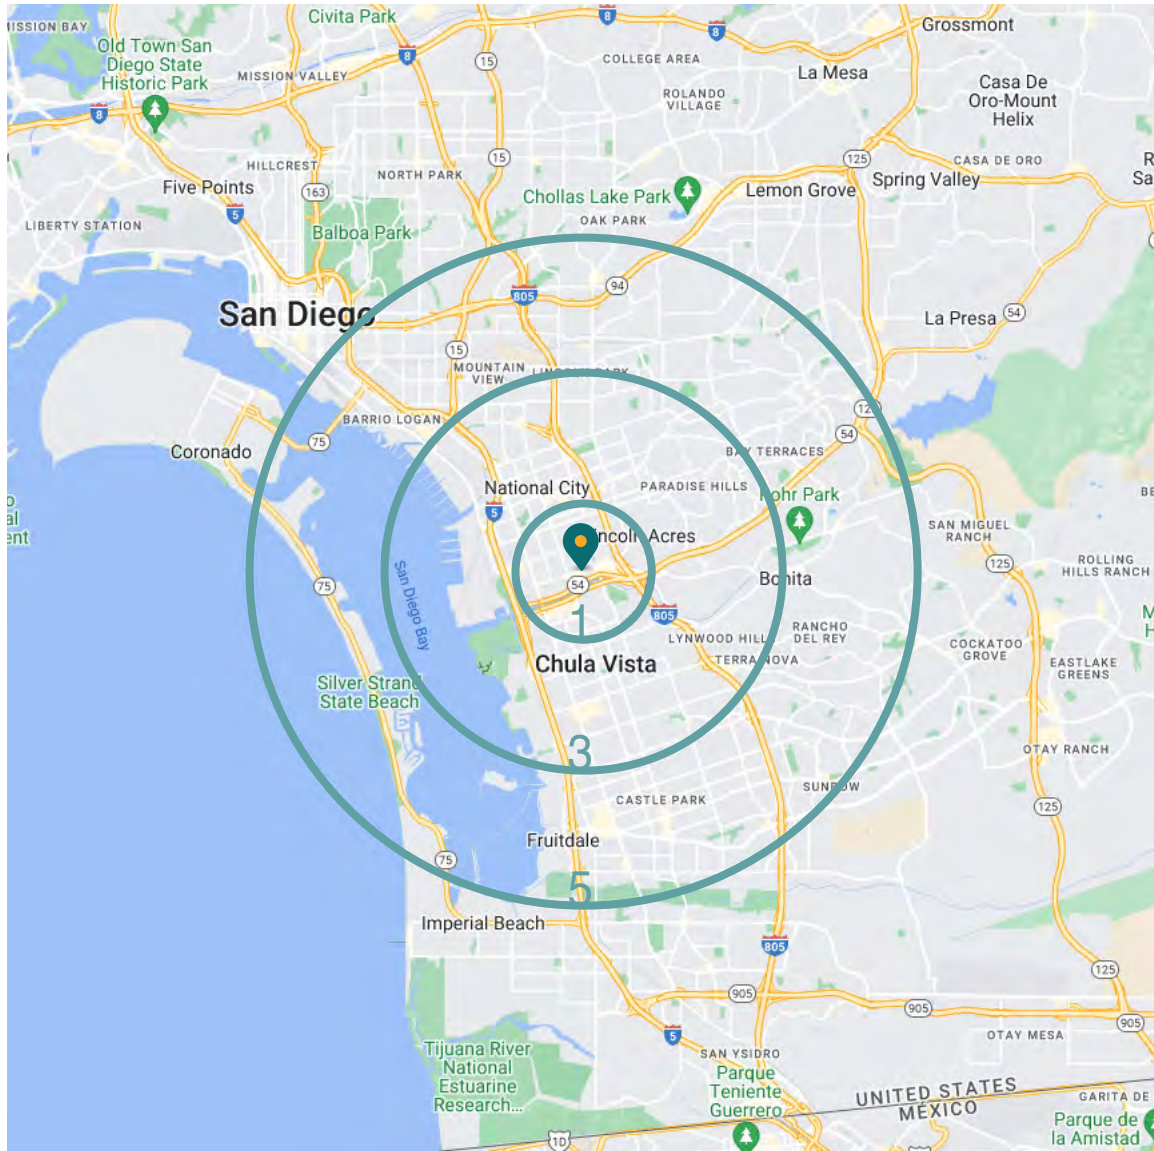 Civita Park
8
8
Grossmont
MISSION BAY
Old Town San
Diego State
Historic Park
8
15
COLLEGE AREA
MISSION VALLEY
La Mesa
Casa De
Oro-Mount
Helix
ROLANDO
VILLAGE
8
15
125
CASA DE ORO
HILLCREST
NORTH PARK
Five Points
163
Chollas Lake Park
Lemon Grove
Spring Valley
5
OAK PARK
LIBERTY STATION
Balboa Park
94
805
San Diego
La Presa
54
15
MOUNTAIN
VIEW
LINCOLN PARK
BARRIO LOGAN
125
75
54
Coronado
BAY TERRACES
National City
PARADISE HILLS
Rohr Park
5
SAN MIGUEL
RANCH
Lincoln Acres
125
ROLLING
HILLS RANCH
75
San Diego Bay
54
Bonita
1
805
LYNWOOD HILLS
RANCHO
DEL REY
COCKATOO
GROVE
Chula Vista
TERRA NOVA
EASTLAKE
GREENS
Silver Strand
State Beach
3
OTAY RANCH
SUNBOW
CASTLE PARK
125
Fruitdale
75
5
Imperial Beach
805
125
905
905
905
5
OTAY MESA
Tijuana River
National
Estuarine
Research...
SAN YSIDRO
Parque
Teniente
Guerrero
UNITED STATES
MÉXICO
GARITA DE
Parque de
la Amistad
1D